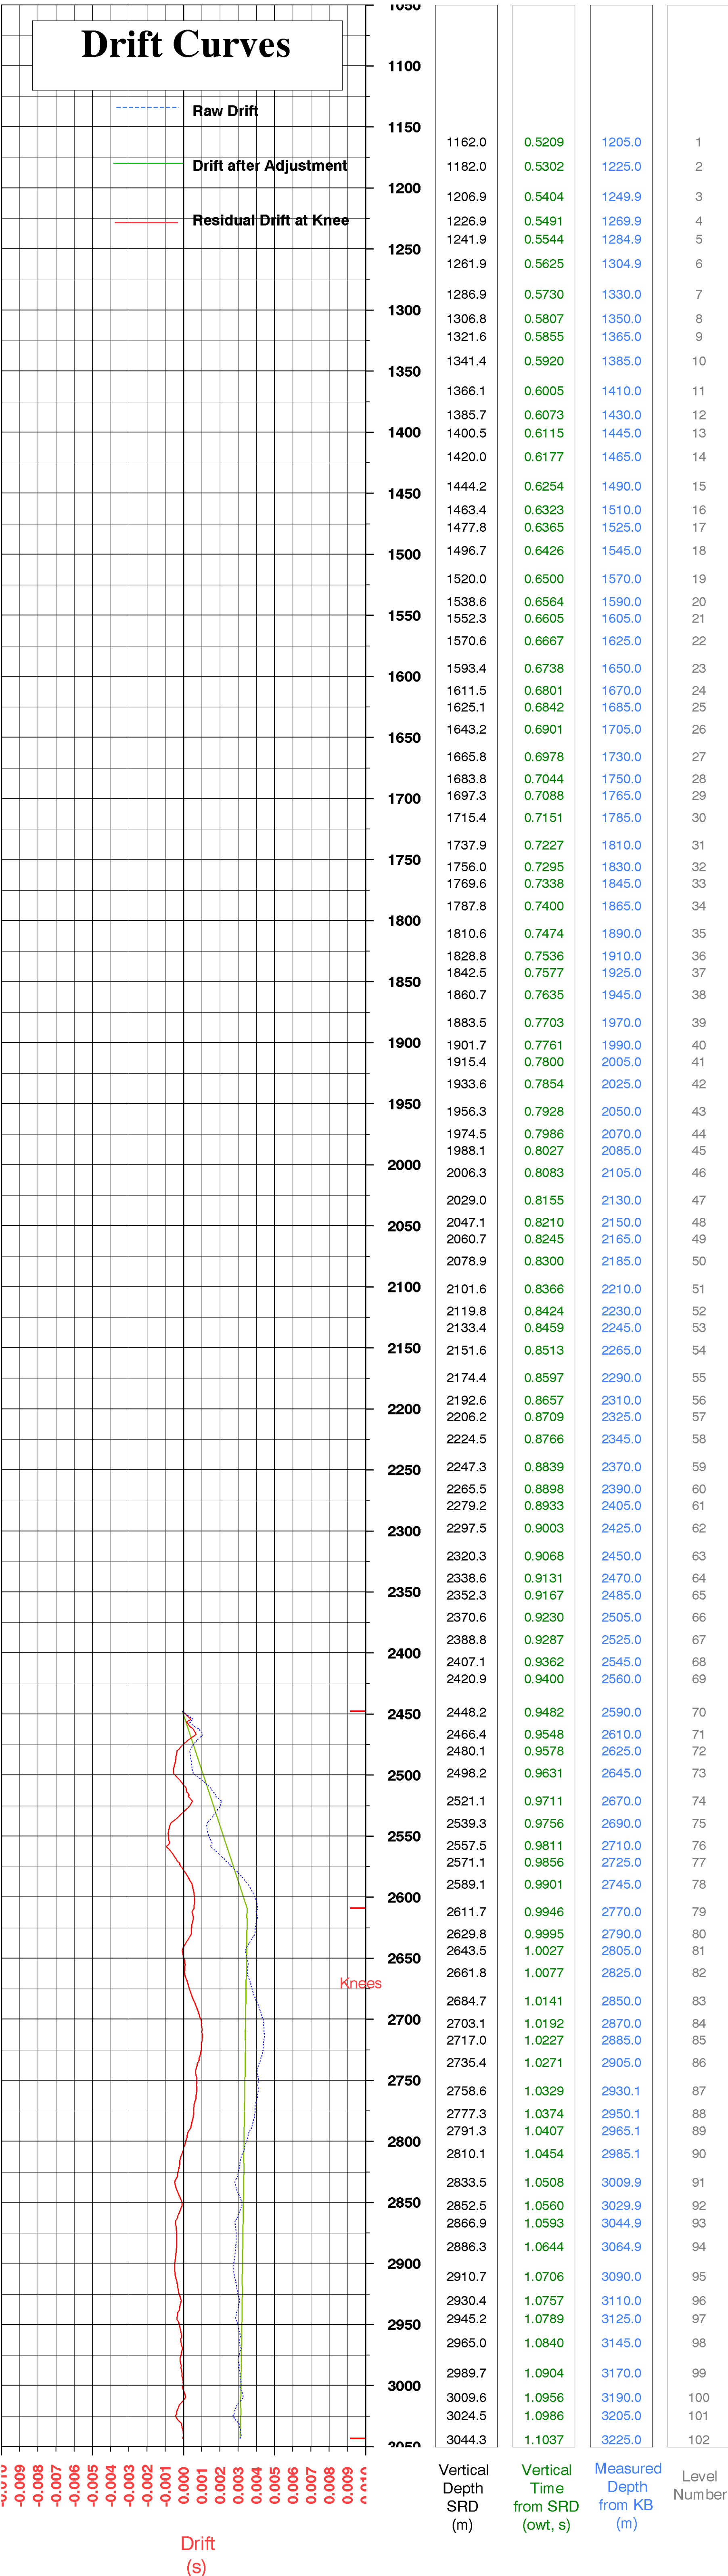 Drift Curves
Raw Drift
Drift after Adjustment
Residual Drift at Knee
1050
1100
1150
1200
1250
1300
1350
1400
1450
1500
1550
1600
1650
1700
1750
1800
1850
1900
1950
2000
2050
2100
2150
2200
2250
2300
2350
2400
2450
2500
2550
2600
2650
2700
2750
2800
2850
2900
2950
3000
3050
Knees
1162.0 0.5209 1205.0 1
1182.0 0.5302 1225.0 2
1206.9 0.5404 1249.9 3
1226.9 0.5491 1269.9 4
1241.9 0.5544 1284.9 5
1261.9 0.5625 1304.9 6
1286.9 0.5730 1330.0 7
1306.8 0.5807 1350.0 8
1321.6 0.5855 1365.0 9
1341.4 0.5920 1385.0 10
1366.1 0.6005 1410.0 11
1385.7 0.6073 1430.0 12
1400.5 0.6115 1445.0 13
1420.0 0.6177 1465.0 14
1444.2 0.6254 1490.0 15
1463.4 0.6323 1510.0 16
1477.8 0.6365 1525.0 17
1496.7 0.6426 1545.0 18
1520.0 0.6500 1570.0 19
1538.6 0.6564 1590.0 20
1552.3 0.6605 1605.0 21
1570.6 0.6667 1625.0 22
1593.4 0.6738 1650.0 23
1611.5 0.6801 1670.0 24
1625.1 0.6842 1685.0 25
1643.2 0.6901 1705.0 26
1665.8 0.6978 1730.0 27
1683.8 0.7044 1750.0 28
1697.3 0.7088 1765.0 29
1715.4 0.7151 1785.0 30
1737.9 0.7227 1810.0 31
1756.0 0.7295 1830.0 32
1769.6 0.7338 1845.0 33
1787.8 0.7400 1865.0 34
1810.6 0.7474 1890.0 35
1828.8 0.7536 1910.0 36
1842.5 0.7577 1925.0 37
1860.7 0.7635 1945.0 38
1883.5 0.7703 1970.0 39
1901.7 0.7761 1990.0 40
1915.4 0.7800 2005.0 41
1933.6 0.7854 2025.0 42
1956.3 0.7928 2050.0 43
1974.5 0.7986 2070.0 44
1988.1 0.8027 2085.0 45
2006.3 0.8083 2105.0 46
2029.0 0.8155 2130.0 47
2047.1 0.8210 2150.0 48
2060.7 0.8245 2165.0 49
2078.9 0.8300 2185.0 50
2101.6 0.8366 2210.0 51
2119.8 0.8424 2230.0 52
2133.4 0.8459 2245.0 53
2151.6 0.8513 2265.0 54
2174.4 0.8597 2290.0 55
2192.6 0.8657 2310.0 56
2206.2 0.8709 2325.0 57
2224.5 0.8766 2345.0 58
2247.3 0.8839 2370.0 59
2265.5 0.8898 2390.0 60
2279.2 0.8933 2405.0 61
2297.5 0.9003 2425.0 62
2320.3 0.9068 2450.0 63
2338.6 0.9131 2470.0 64
2352.3 0.9167 2485.0 65
2370.6 0.9230 2505.0 66
2388.8 0.9287 2525.0 67
2407.1 0.9362 2545.0 68
2420.9 0.9400 2560.0 69
2448.2 0.9482 2590.0 70
2466.4 0.9548 2610.0 71
2480.1 0.9578 2625.0 72
2498.2 0.9631 2645.0 73
2521.1 0.9711 2670.0 74
2539.3 0.9756 2690.0 75
2557.5 0.9811 2710.0 76
2571.1 0.9856 2725.0 77
2589.1 0.9901 2745.0 78
2611.7 0.9946 2770.0 79
2629.8 0.9995 2790.0 80
2643.5 1.0027 2805.0 81
2661.8 1.0077 2825.0 82
2684.7 1.0141 2850.0 83
2703.1 1.0192 2870.0 84
2717.0 1.0227 2885.0 85
2735.4 1.0271 2905.0 86
2758.6 1.0329 2930.1 87
2777.3 1.0374 2950.1 88
2791.3 1.0407 2965.1 89
2810.1 1.0454 2985.1 90
2833.5 1.0508 3009.9 91
2852.5 1.0560 3029.9 92
2866.9 1.0593 3044.9 93
2886.3 1.0644 3064.9 94
2910.7 1.0706 3090.0 95
2930.4 1.0757 3110.0 96
2945.2 1.0789 3125.0 97
2965.0 1.0840 3145.0 98
2989.7 1.0904 3170.0 99
3009.6 1.0956 3190.0 100
3024.5 1.0986 3205.0 101
3044.3 1.1037 3225.0 102
-0.010
-0.009
-0.008
-0.007
-0.006
-0.005
-0.004
-0.003
-0.002
-0.001
0.000
0.001
0.002
0.003
0.004
0.005
0.006
0.007
0.008
0.009
0.010
Drift
(s)
Vertical
Depth
SRD
(m)
Vertical
Time
from SRD
(owt, s)
Measured
Depth
from KB
(m)
Level
Number